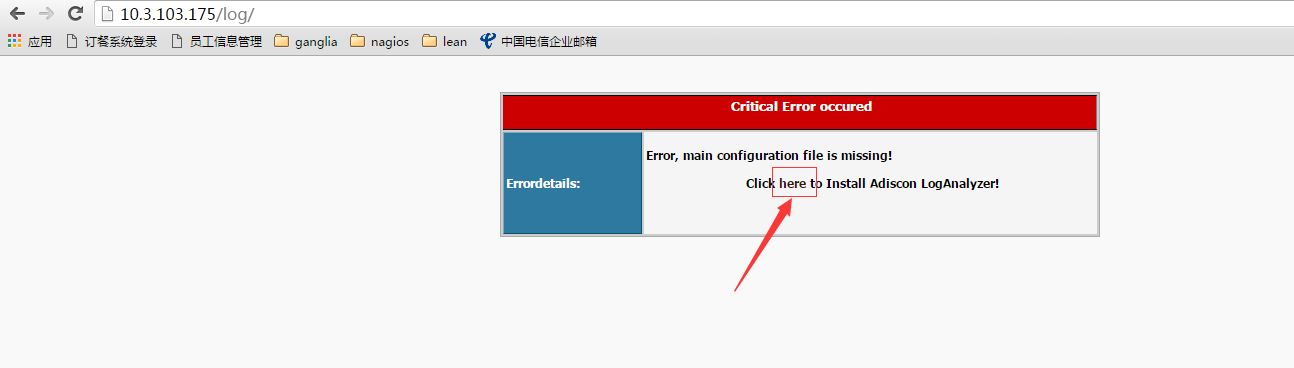 10.3.103.175/log/
应用 订餐系统登录 员工信息管理 ganglia nagios lean 中国电信企业邮箱
Critical Error occured
Errordetails:
Error, main configuration file is missing!
Click here to Install Adiscon LogAnalyzer!